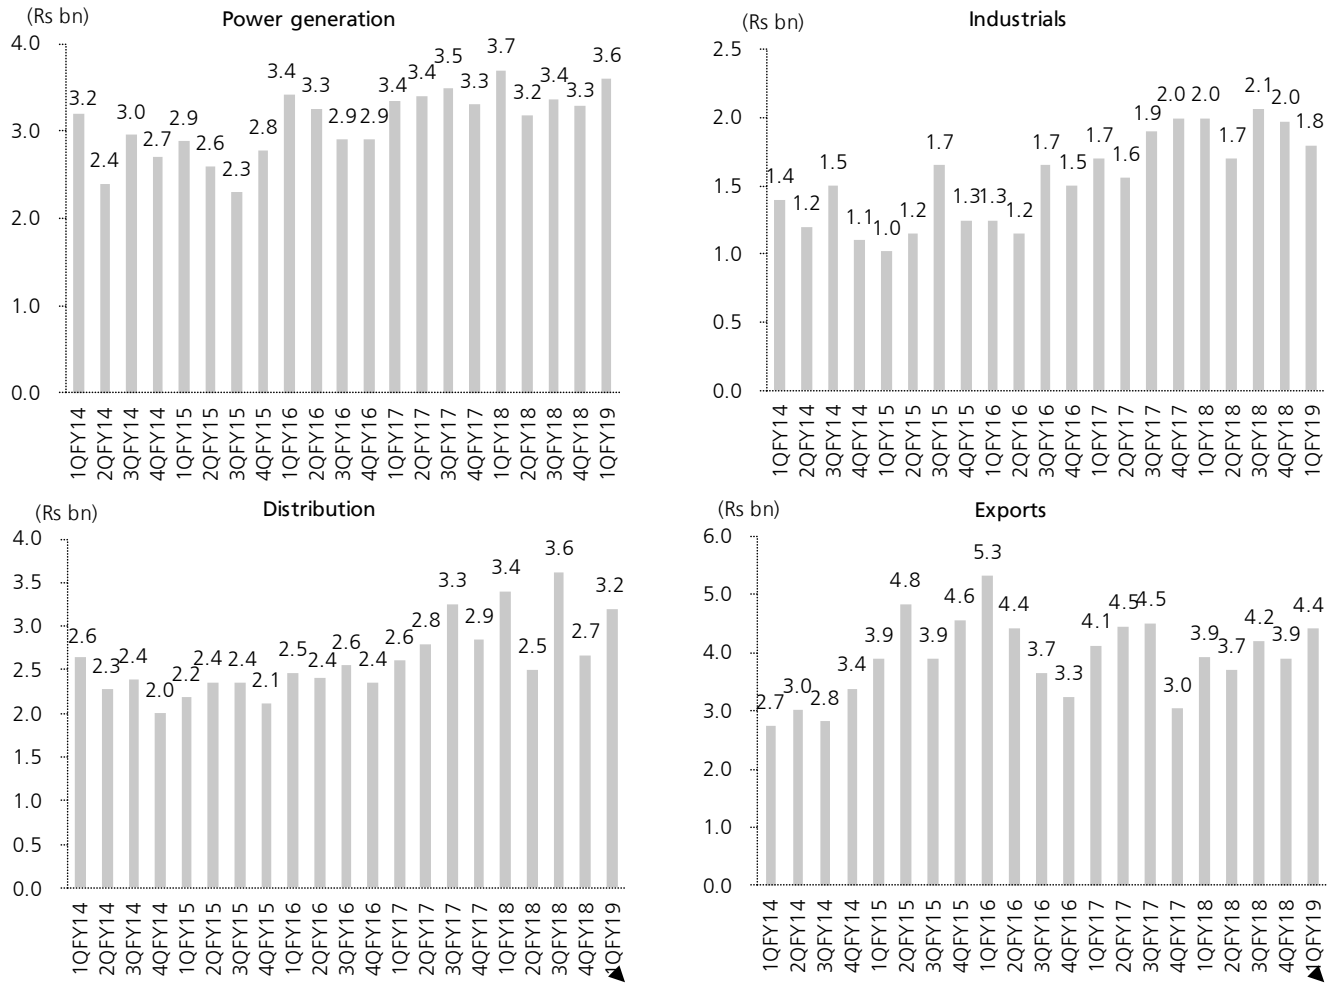 (Rs bn) Power generation
4.0
3.0
2.0
1.0
0.0
3.2 2.4 3.0 2.7 2.9 2.6 2.3 2.8 3.4 3.3 2.9 2.9 3.4 3.4 3.5 3.3 3.7 3.2 3.4 3.3 3.6
1QFY14 2QFY14 3QFY14 4QFY14 1QFY15 2QFY15 3QFY15 4QFY15 1QFY16 2QFY16 3QFY16 4QFY16 1QFY17 2QFY17 3QFY17 4QFY17 1QFY18 2QFY18 3QFY18 4QFY18 1QFY19
(Rs bn) Industrials
2.5
2.0
1.5
1.0
0.5
0.0
1.4 1.2 1.5 1.1 1.0 1.2 1.7 1.3 1.3 1.2 1.7 1.5 1.7 1.6 1.9 2.0 2.0 1.7 2.1 2.0 1.8
1QFY14 2QFY14 3QFY14 4QFY14 1QFY15 2QFY15 3QFY15 4QFY15 1QFY16 2QFY16 3QFY16 4QFY16 1QFY17 2QFY17 3QFY17 4QFY17 1QFY18 2QFY18 3QFY18 4QFY18 1QFY19
(Rs bn) Distribution
4.0
3.5
3.0
2.5
2.0
1.5
1.0
0.5
0.0
2.6 2.3 2.4 2.0 2.2 2.4 2.4 2.1 2.5 2.4 2.6 2.4 2.6 2.8 3.3 2.9 3.4 2.5 3.6 2.7 3.2
1QFY14 2QFY14 3QFY14 4QFY14 1QFY15 2QFY15 3QFY15 4QFY15 1QFY16 2QFY16 3QFY16 4QFY16 1QFY17 2QFY17 3QFY17 4QFY17 1QFY18 2QFY18 3QFY18 4QFY18 1QFY19
(Rs bn) Exports
6.0
5.0
4.0
3.0
2.0
1.0
0.0
2.7 3.0 2.8 3.4 3.9 4.8 3.9 4.6 5.3 4.4 3.7 3.3 4.1 4.5 4.5 3.0 3.9 3.7 4.2 3.9 4.4
1QFY14 2QFY14 3QFY14 4QFY14 1QFY15 2QFY15 3QFY15 4QFY15 1QFY16 2QFY16 3QFY16 4QFY16 1QFY17 2QFY17 3QFY17 4QFY17 1QFY18 2QFY18 3QFY18 4QFY18 1QFY19